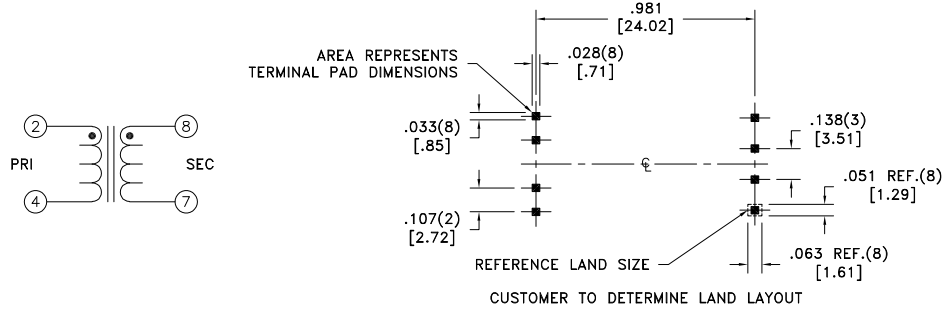 .981
[24.02]
AREA REPRESENTS
TERMINAL PAD DIMENSIONS
.028(8)
[.71]
.033(8)
[.85]
.138(3)
[3.51]
2
8
PRI
SEC
4
7
℄
.051 REF.(8)
[1.29]
.107(2)
[2.72]
REFERENCE LAND SIZE
.063 REF.(8)
[1.61]
CUSTOMER TO DETERMINE LAND LAYOUT